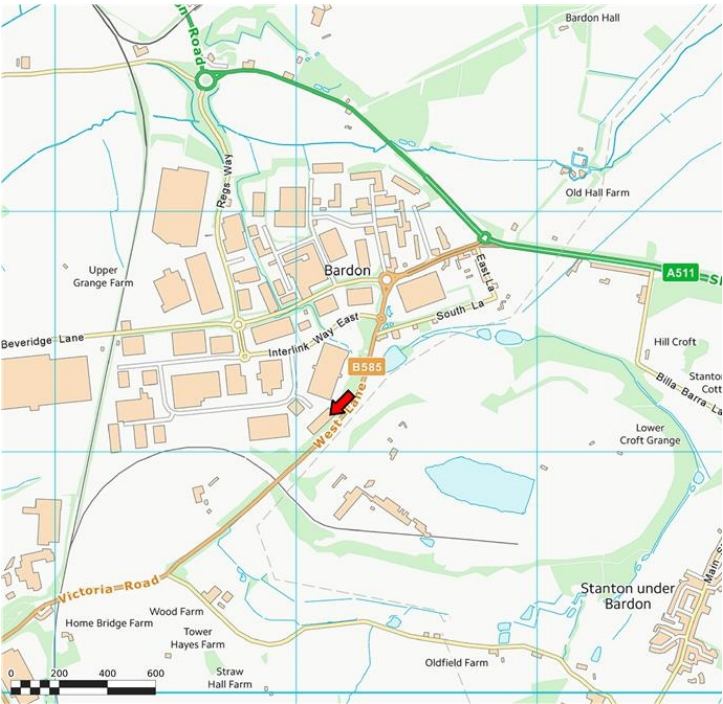 Bardon Hall
on Road
Regs Way
Old Hall Farm
Upper
Grange Farm
Bardon
East La
A511
Sh
South La
Beveridge Lane
Interlink Way East
Hill Croft
B585
Billa Barra La
Stanton
Cott
West Lane
Lower
Croft Grange
Victoria Road
Stanton under
Bardon
Main S
Wood Farm
Home Bridge Farm
Tower
Hayes Farm
Oldfield Farm
Straw
Hall Farm
0 200 400 600